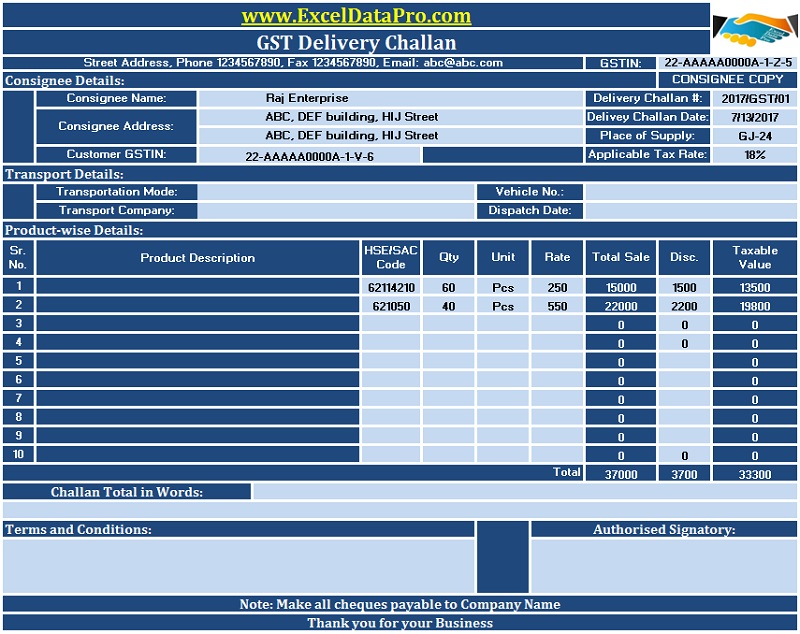 www.ExcelDataPro.com
GST Delivery Challan
Street Address, Phone 1234567890, Fax 1234567890, Email: abc@abc.com GSTIN: 22-AAAAA0000A-1-Z-5
Consignee Details: CONSIGNEE COPY
Consignee Name: Raj Enterprise Delivery Challan #: 2017/GST/01
Consignee Address: ABC, DEF building, HIJ Street Delivey Challan Date: 7/13/2017
ABC, DEF building, HIJ Street Place of Supply: GJ-24
Customer GSTIN: 22-AAAAA0000A-1-V-6 Applicable Tax Rate: 18%
Transport Details:
Transportation Mode: Vehicle No.:
Transport Company: Dispatch Date:
Product-wise Details:
Sr. No. Product Description HSE/SAC Code Qty Unit Rate Total Sale Disc. Taxable Value
1 62114210 60 Pcs 250 15000 1500 13500
2 621050 40 Pcs 550 22000 2200 19800
3 0 0 0
4 0 0 0
5 0 0
6 0 0
7 0 0
8 0 0
9 0 0
10 0 0 0
Total 37000 3700 33300
Challan Total in Words:
Terms and Conditions: Authorised Signatory:
Note: Make all cheques payable to Company Name
Thank you for your Business